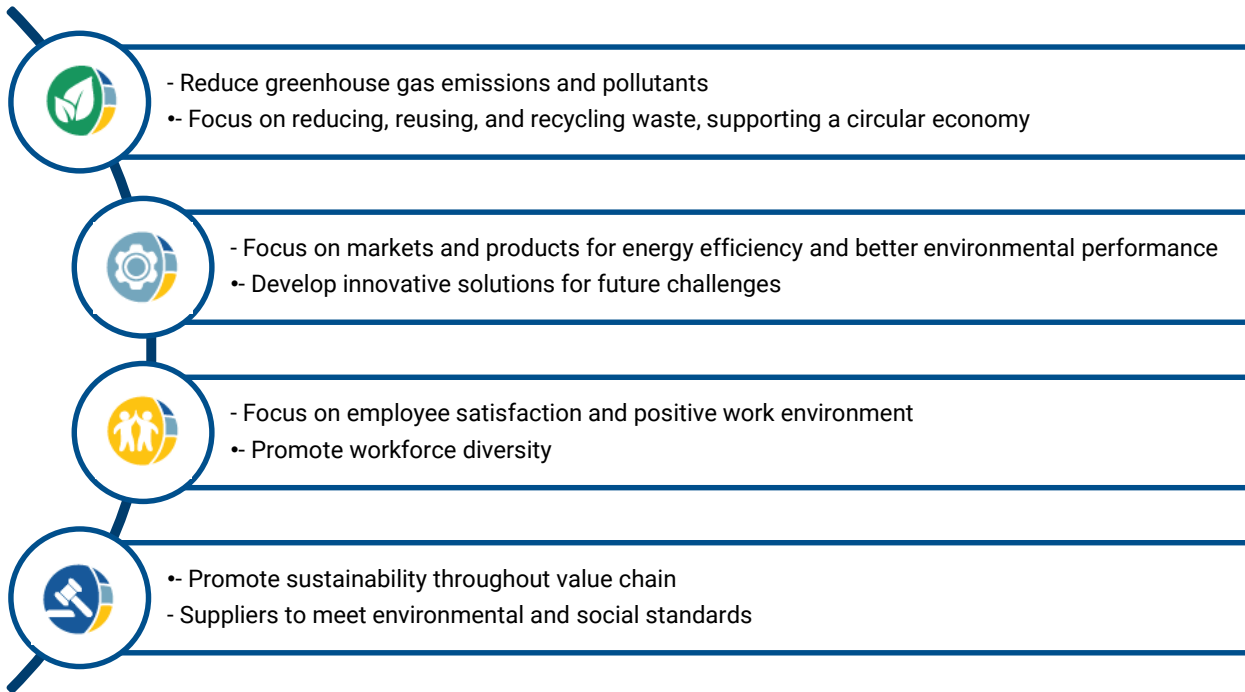 - Reduce greenhouse gas emissions and pollutants
•- Focus on reducing, reusing, and recycling waste, supporting a circular economy
- Focus on markets and products for energy efficiency and better environmental performance
•- Develop innovative solutions for future challenges
- Focus on employee satisfaction and positive work environment
•- Promote workforce diversity
•- Promote sustainability throughout value chain
- Suppliers to meet environmental and social standards